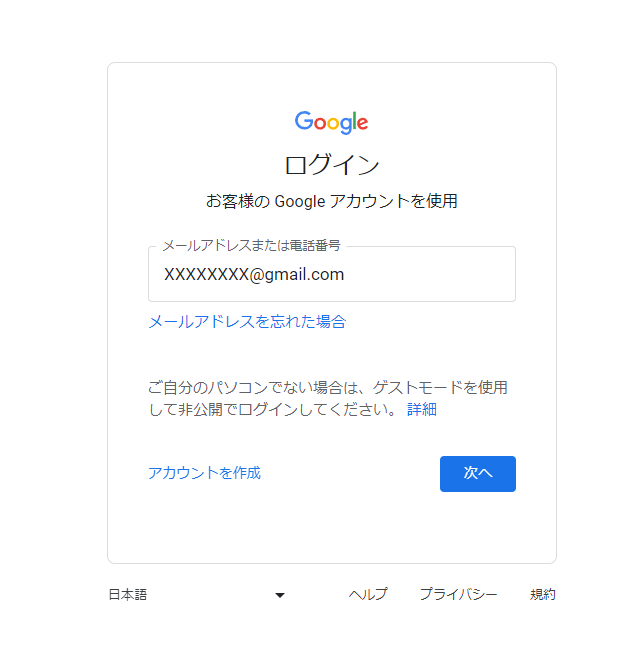 Google
ログイン
お客様の Google アカウントを使用
メールアドレスまたは電話番号
XXXXXXXX@gmail.com
メールアドレスを忘れた場合
ご自分のパソコンでない場合は、ゲストモードを使用
して非公開でログインしてください。 詳細
アカウントを作成 次へ
日本語 ヘルプ プライバシー 規約